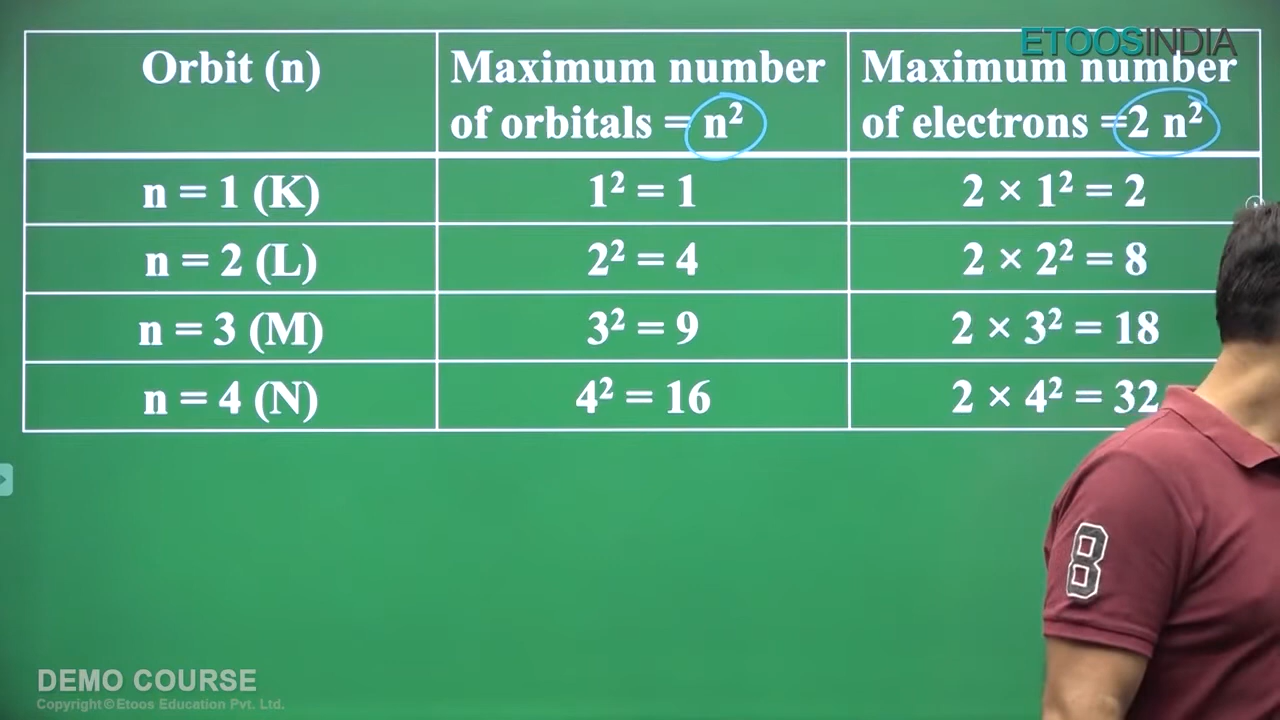 ETOOSINDIA
Orbit (n)
Maximum number
of orbitals = n²
Maximum number
of electrons =2 n²
n = 1 (K)
1² = 1
2 × 1² = 2
n = 2 (L)
2² = 4
2 × 2² = 8
n = 3 (M)
3² = 9
2 × 3² = 18
n = 4 (N)
4² = 16
2 × 4² = 32
8
DEMO COURSE
Copyright©Etoos Education Pvt. Ltd.